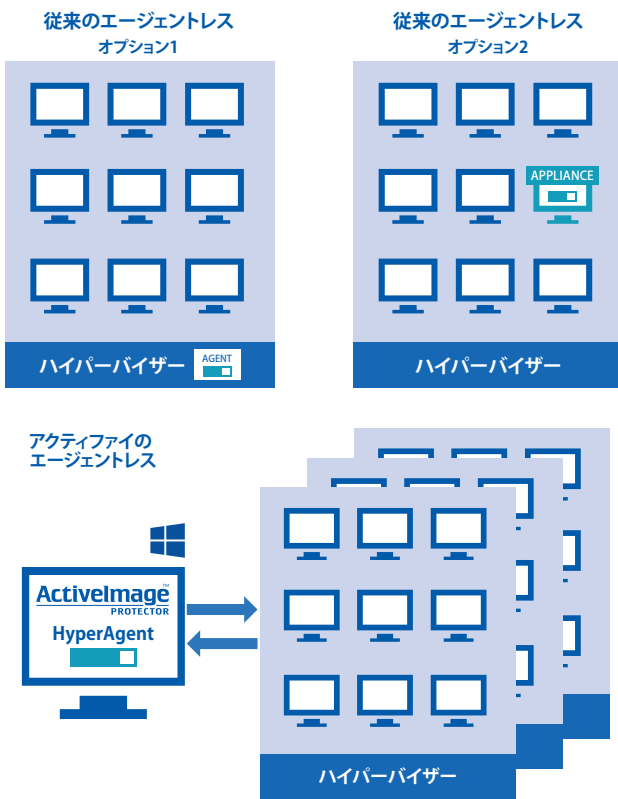 従来のエージェントレス
オプション1
従来のエージェントレス
オプション2
APPLIANCE
ハイパーバイザー
AGENT
ハイパーバイザー
アクティファイの
エージェントレス
ActiveImage™
PROTECTOR
HyperAgent
ハイパーバイザー